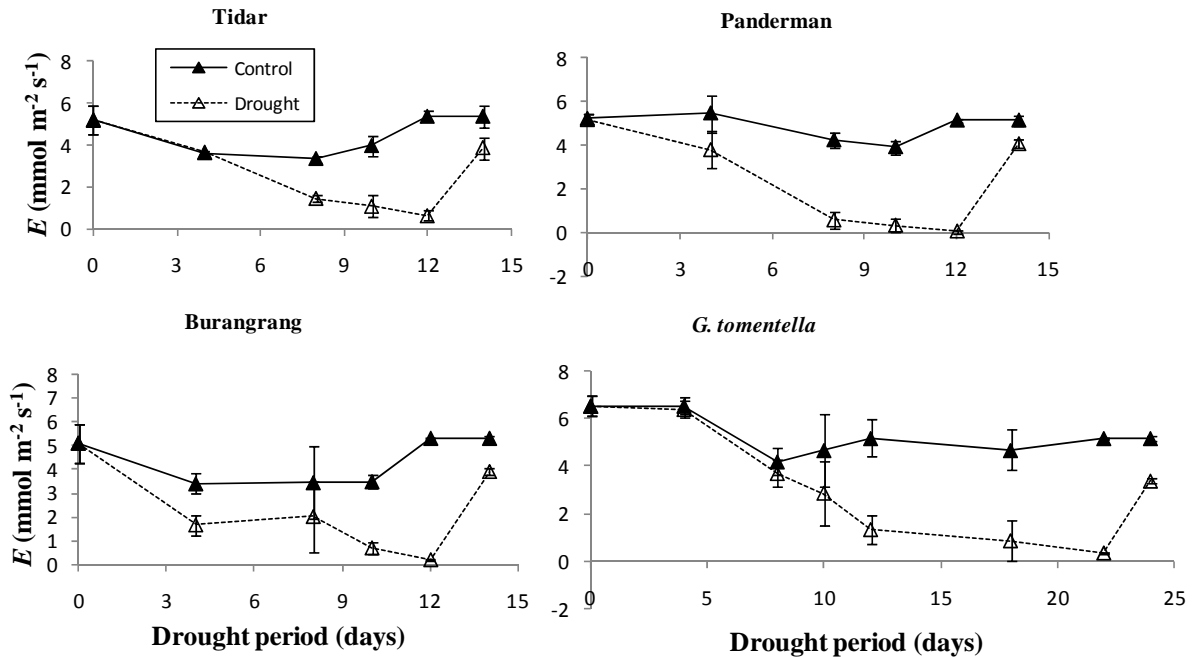 Tidar
E (mmol m⁻² s⁻¹)
8
6
4
2
0
0 3 6 9 12 15
Control
Drought
Panderman
8
6
4
2
0
-2
0 3 6 9 12 15
Burangrang
E (mmol m⁻² s⁻¹)
8
7
6
5
4
3
2
1
0
0 3 6 9 12 15
Drought period (days)
G. tomentella
8
6
4
2
0
-2
0 5 10 15 20 25
Drought period (days)